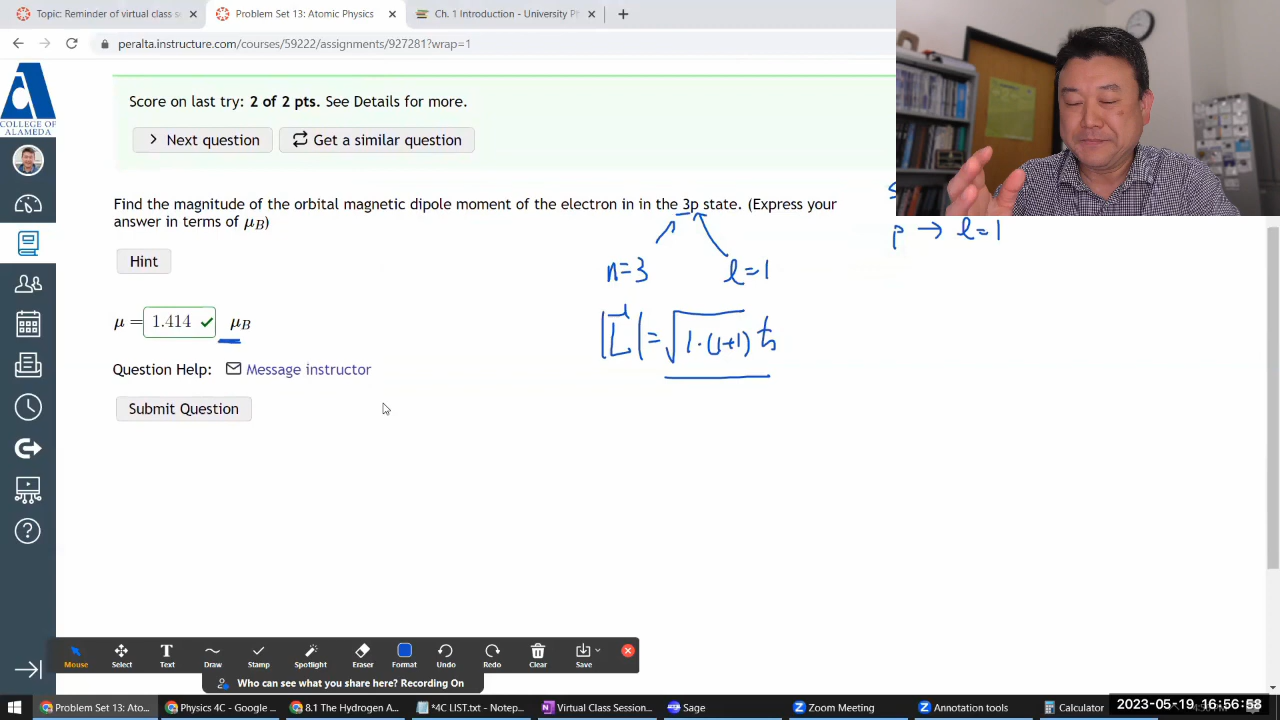 Topic: Reminder of virtual class s
Problem Set 13: Atomic Physics
Ch. 1 Introduction - University P
peralta.instructure.com/courses/59222/assignments/927281?wrap=1
COLLEGE OF
ALAMEDA
Score on last try: 2 of 2 pts. See Details for more.
Next question
Get a similar question
Find the magnitude of the orbital magnetic dipole moment of the electron in in the 3p state. (Express your
answer in terms of μB)
p → l=1
Hint
n=3
l=1
μ = 1.414 μB
|L⃗| = √1·(1+1) ħ
Question Help: Message instructor
Submit Question
Mouse
Select
Text
Draw
Stamp
Spotlight
Eraser
Format
Undo
Redo
Clear
Save
Who can see what you share here? Recording On
Problem Set 13: Ato...
Physics 4C - Google ...
8.1 The Hydrogen A...
*4C LIST.txt - Notep...
Virtual Class Session...
Sage
Zoom Meeting
Annotation tools
Calculator
2023-05-19 16:56:58